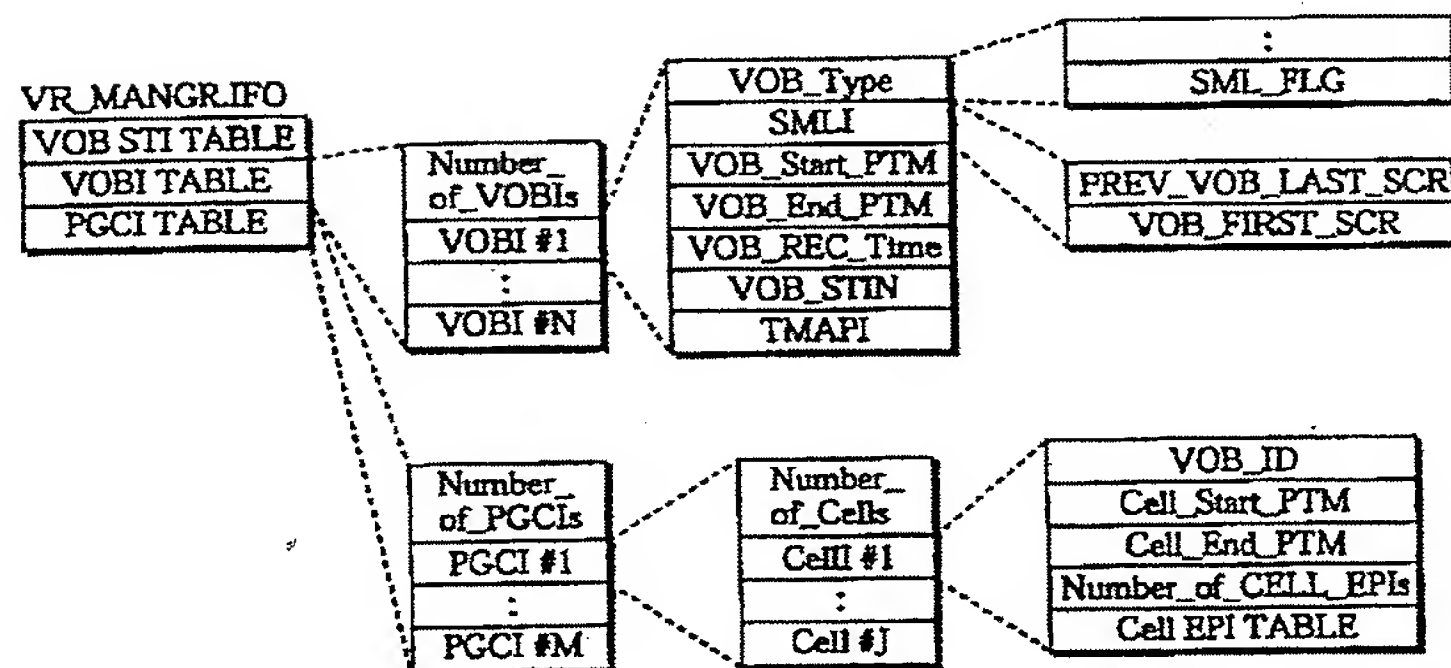 VR_MANGR.IFO
VOB STI TABLE
VOBI TABLE
PGCI TABLE
Number_
of_VOBIs
VOBI #1
:
VOBI #N
VOB_Type
SMLI
VOB_Start_PTM
VOB_End_PTM
VOB_REC_Time
VOB_STIN
TMAPI
:
SML_FLG
PREV_VOB_LAST_SCR
VOB_FIRST_SCR
Number_
of_PGCIs
PGCI #1
:
PGCI #M
Number_
of_Cells
CellI #1
:
Cell #J
VOB_ID
Cell_Start_PTM
Cell_End_PTM
Number_of_CELL_EPIs
Cell EPI TABLE